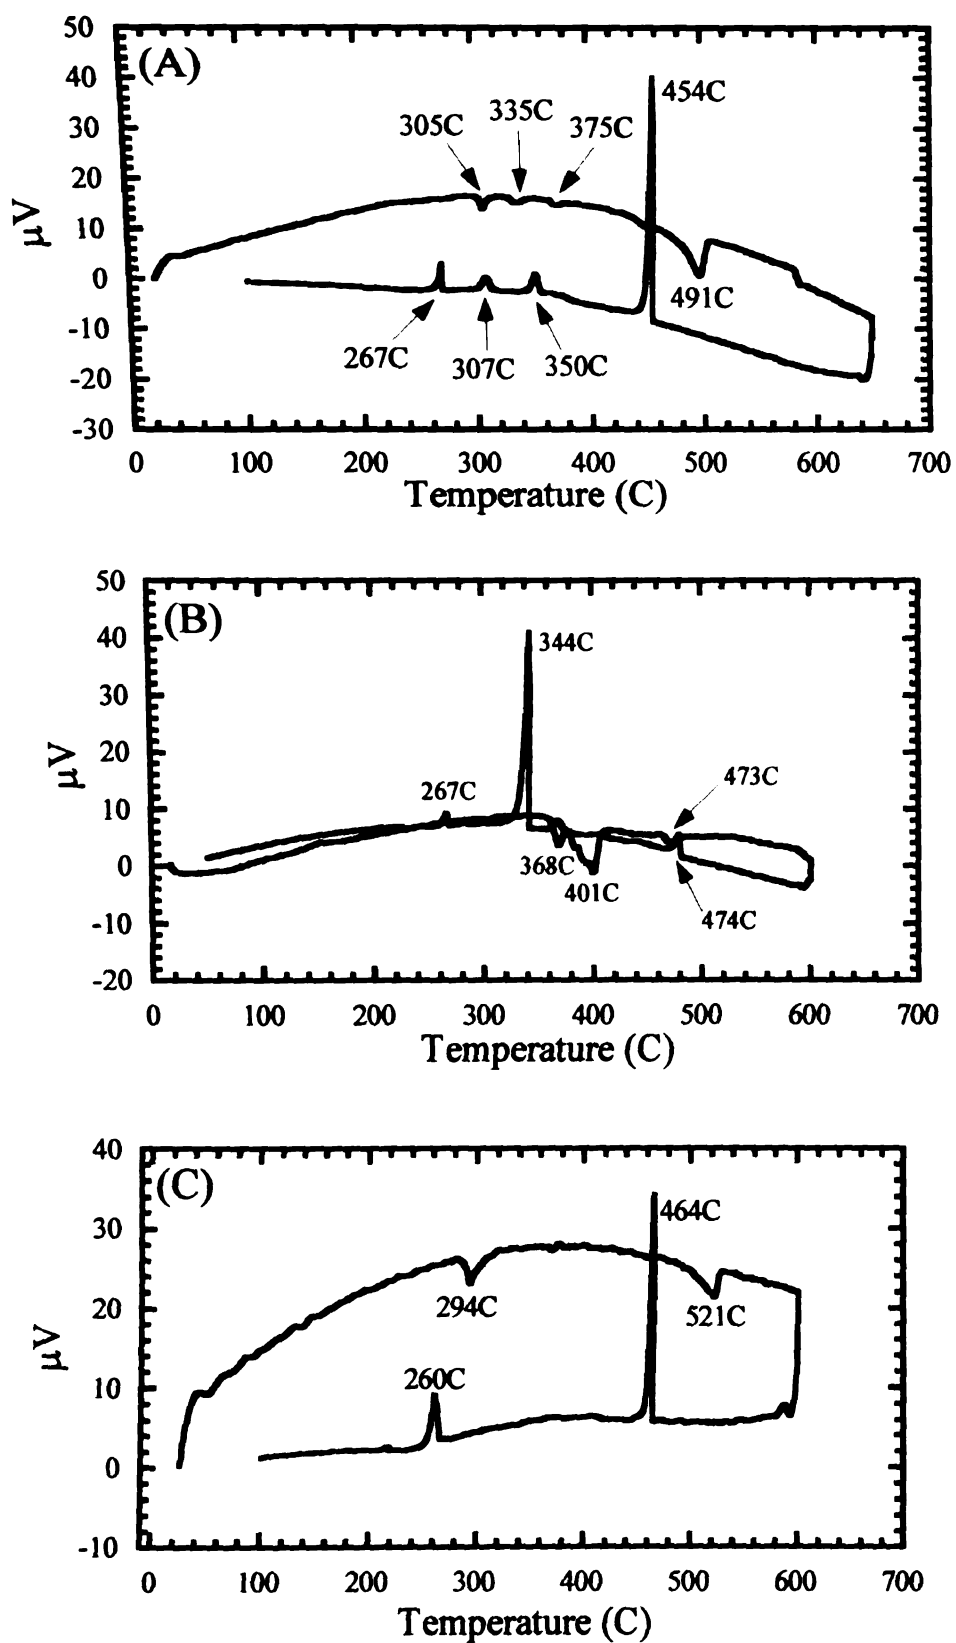 (A)
50
40
30
20
10
0
-10
-20
-30
µV
305C
335C
375C
454C
491C
267C
307C
350C
0 100 200 300 400 500 600 700
Temperature (C)
(B)
50
40
30
20
10
0
-10
-20
µV
344C
267C
473C
368C
401C
474C
0 100 200 300 400 500 600 700
Temperature (C)
(C)
40
30
20
10
0
-10
µV
464C
294C
521C
260C
0 100 200 300 400 500 600 700
Temperature (C)